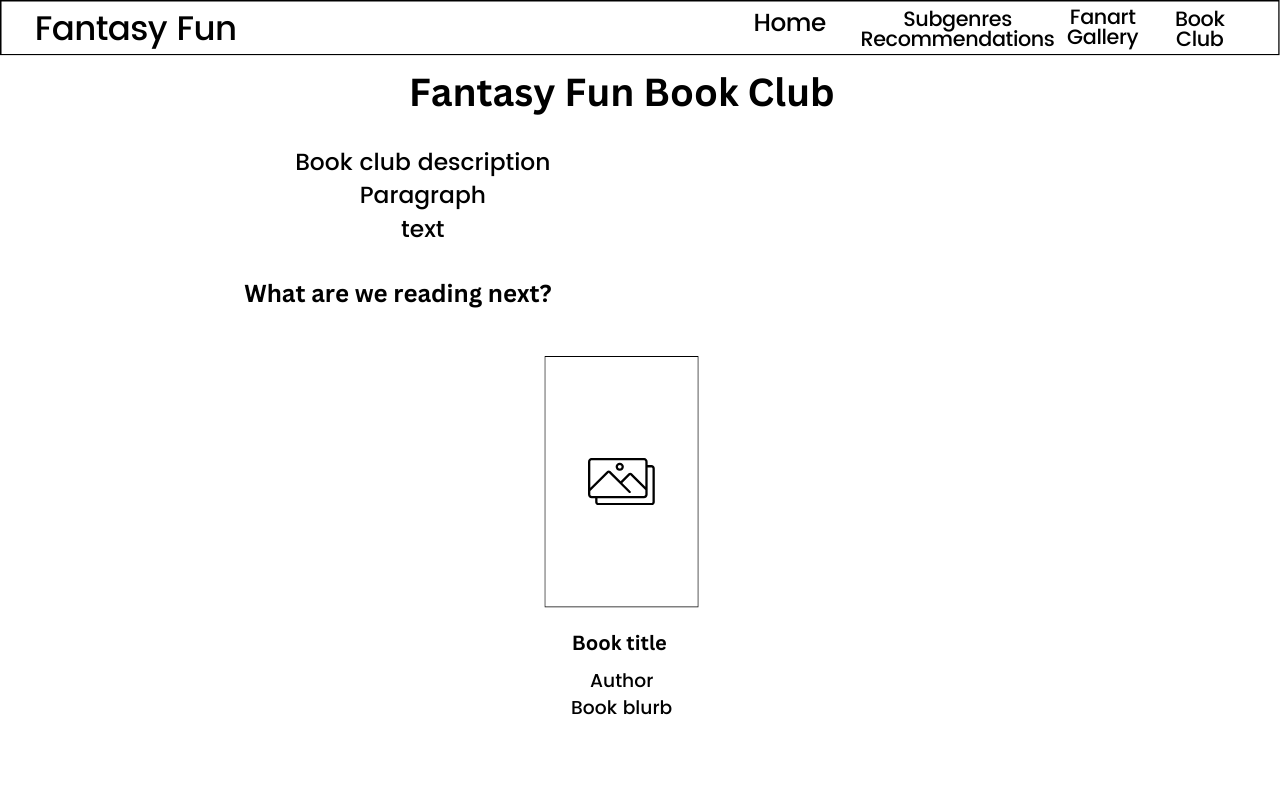 Fantasy Fun
Home
Subgenres
Recommendations
Fanart
Gallery
Book
Club
Fantasy Fun Book Club
Book club description
Paragraph
text
What are we reading next?
Book title
Author
Book blurb